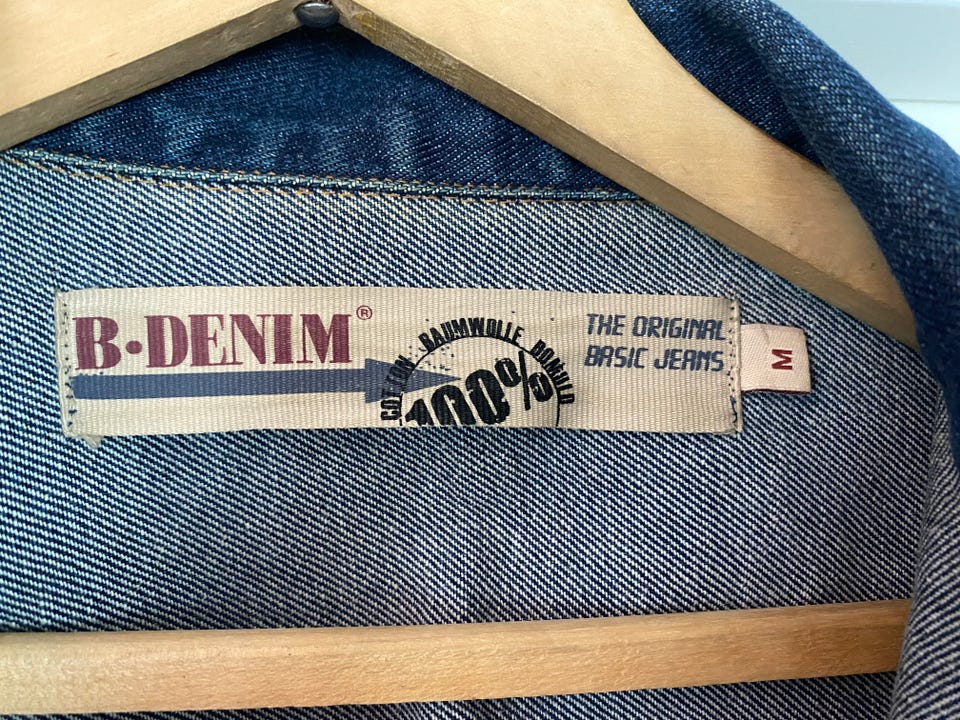 B·DENIM®
COTTON BAUMWOLLE BOMULD
100%
THE ORIGINAL
BASIC JEANS
M